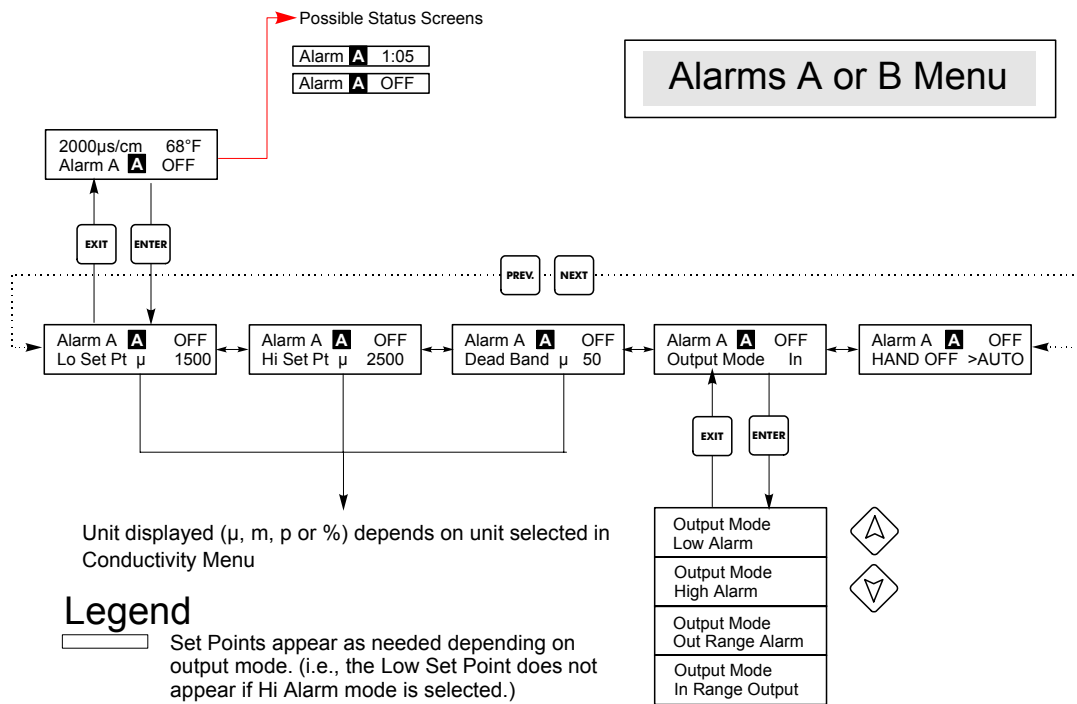 Possible Status Screens
Alarm A 1:05
Alarm A OFF
Alarms A or B Menu
2000µs/cm 68°F
Alarm A A OFF
EXIT
ENTER
PREV.
NEXT
Alarm A A OFF
Lo Set Pt µ 1500
Alarm A A OFF
Hi Set Pt µ 2500
Alarm A A OFF
Dead Band µ 50
Alarm A A OFF
Output Mode In
Alarm A A OFF
HAND OFF >AUTO
EXIT
ENTER
Unit displayed (µ, m, p or %) depends on unit selected in
Conductivity Menu
Output Mode
Low Alarm
Output Mode
High Alarm
Output Mode
Out Range Alarm
Output Mode
In Range Output
Legend
Set Points appear as needed depending on
output mode. (i.e., the Low Set Point does not
appear if Hi Alarm mode is selected.)